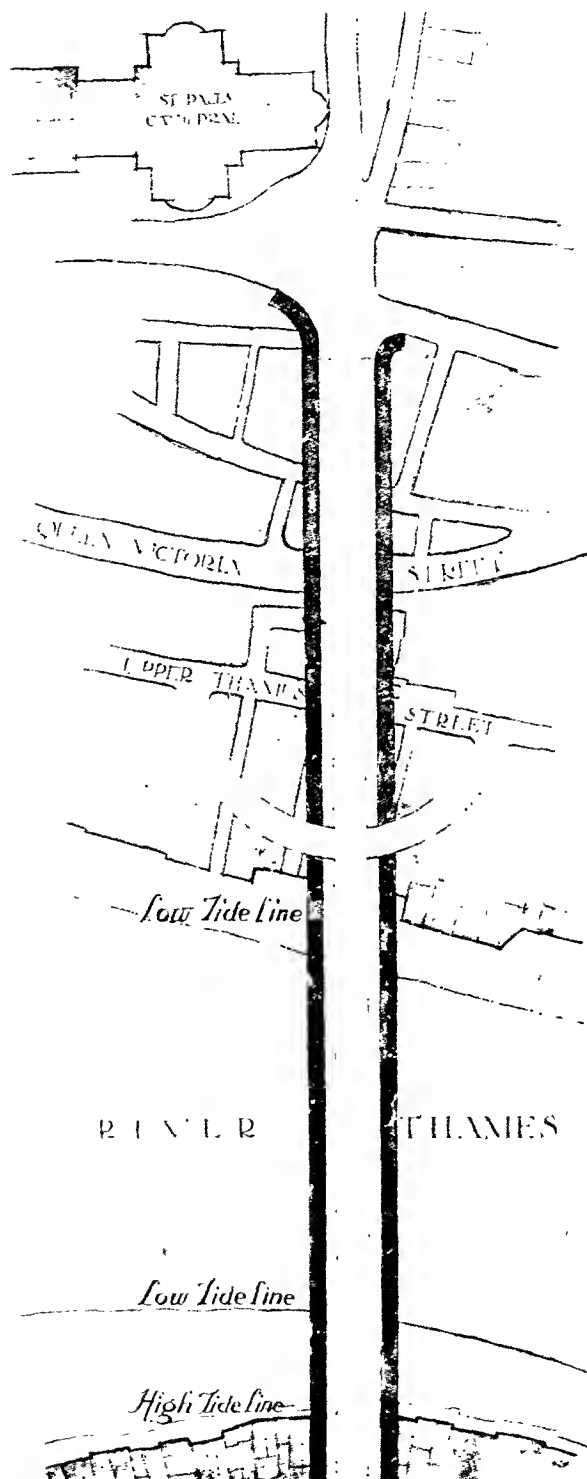 ST PAULS
CATHEDRAL
QUEEN VICTORIA STREET
UPPER THAMES STREET
Low Tide line
RIVER THAMES
Low Tide line
High Tide line